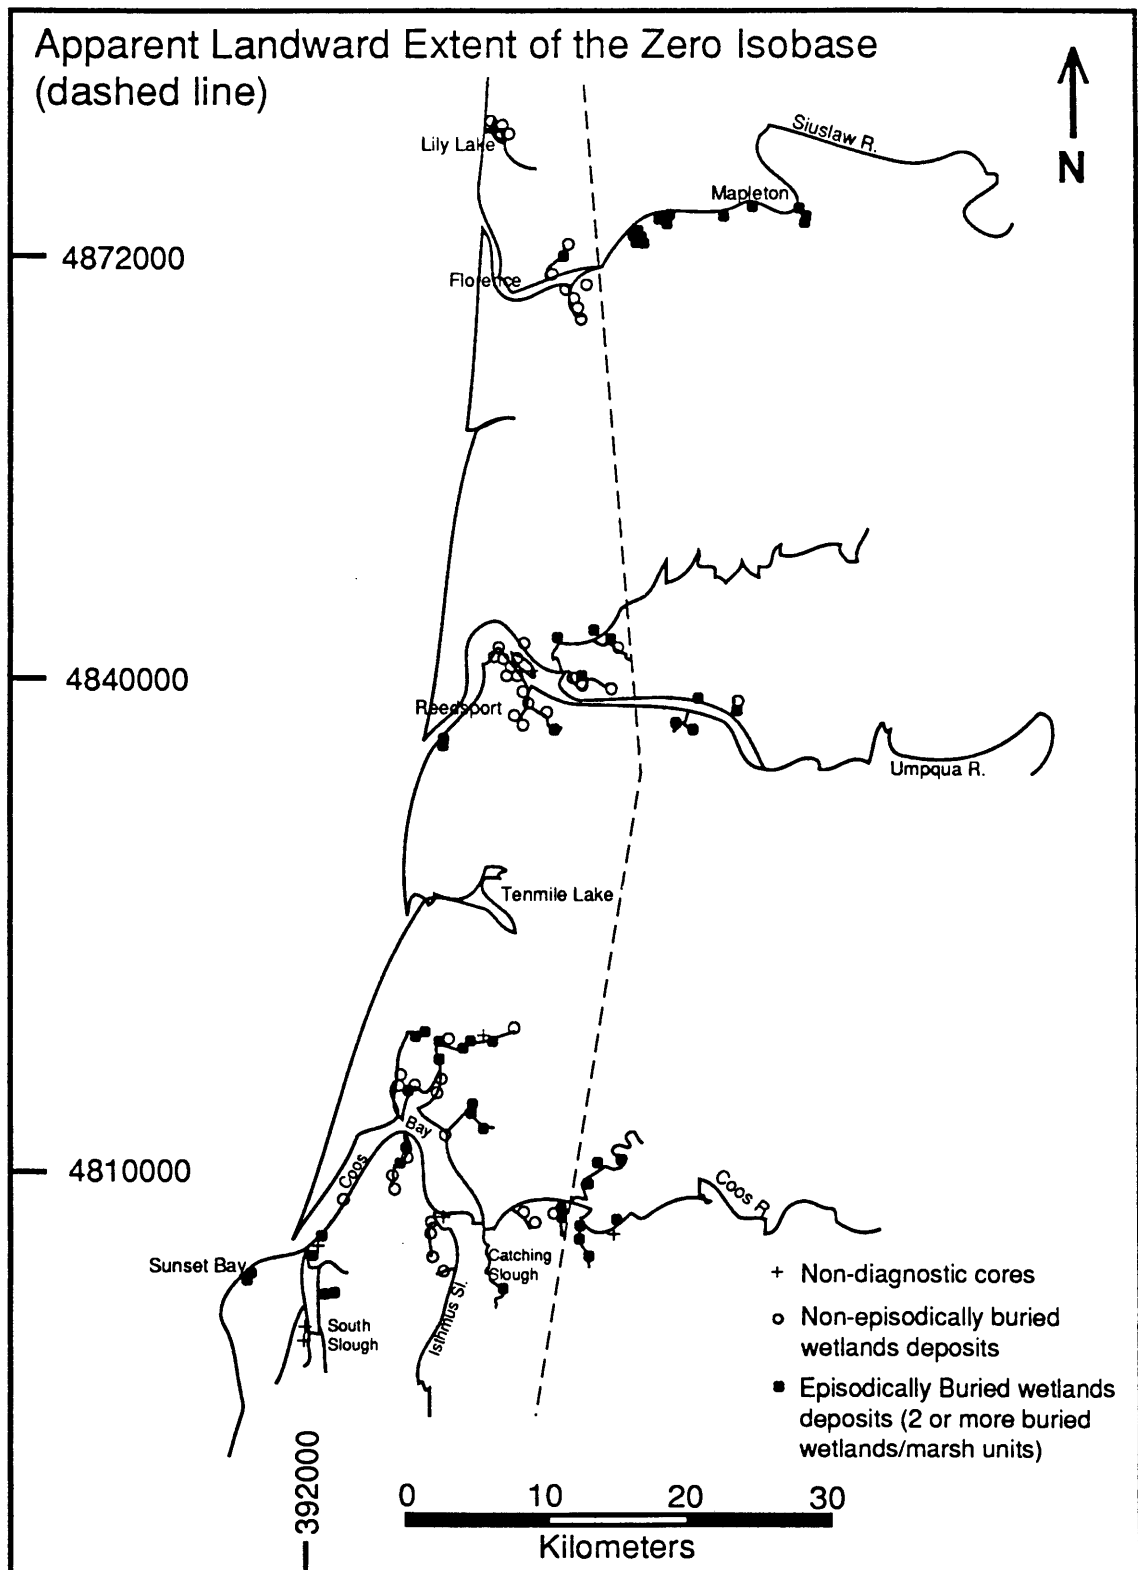 Apparent Landward Extent of the Zero Isobase
(dashed line)
Siuslaw R.
Lily Lake
N
Mapleton
4872000
Florence
4840000
Reedsport
Umpqua R.
Tenmile Lake
Bay
4810000
Coos
Coos R
Sunset Bay
Catching
Slough
Isthmus Sl.
South
Slough
+ Non-diagnostic cores
Non-episodically buried
wetlands deposits
Episodically Buried wetlands
deposits (2 or more buried
wetlands/marsh units)
392000
0 10 20 30
Kilometers